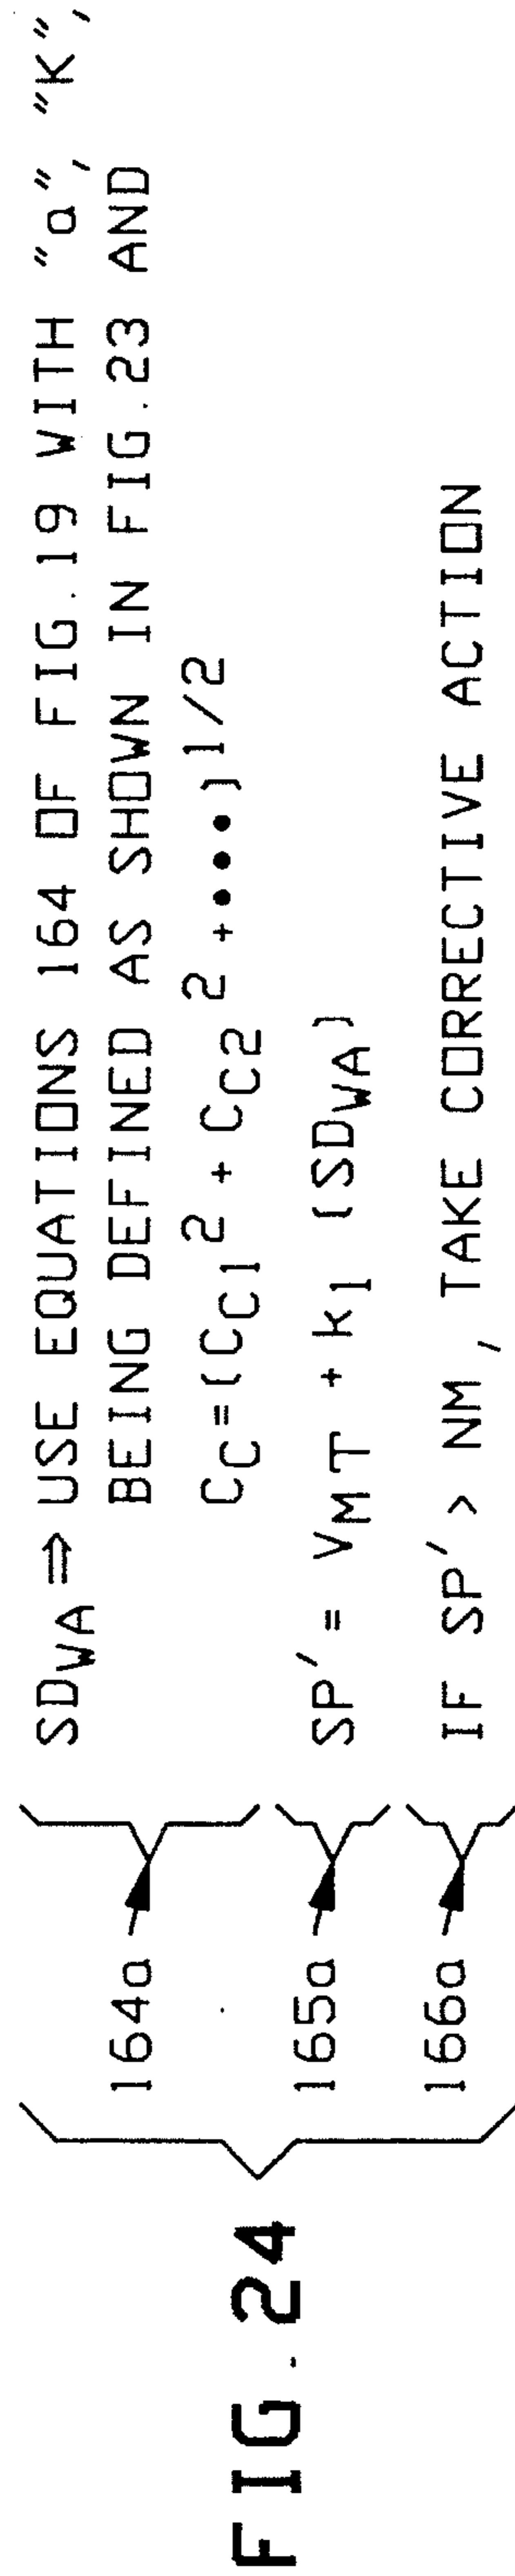 FIG. 24
164a
SD_WA ⇒ USE EQUATIONS 164 OF FIG. 19 WITH "a", "K",
BEING DEFINED AS SHOWN IN FIG. 23 AND
C_C = (C_C1^2 + C_C2^2 + ••••)^1/2
165a
SP' = V_MT + k_1 (SD_WA)
166a
IF SP' > NM, TAKE CORRECTIVE ACTION